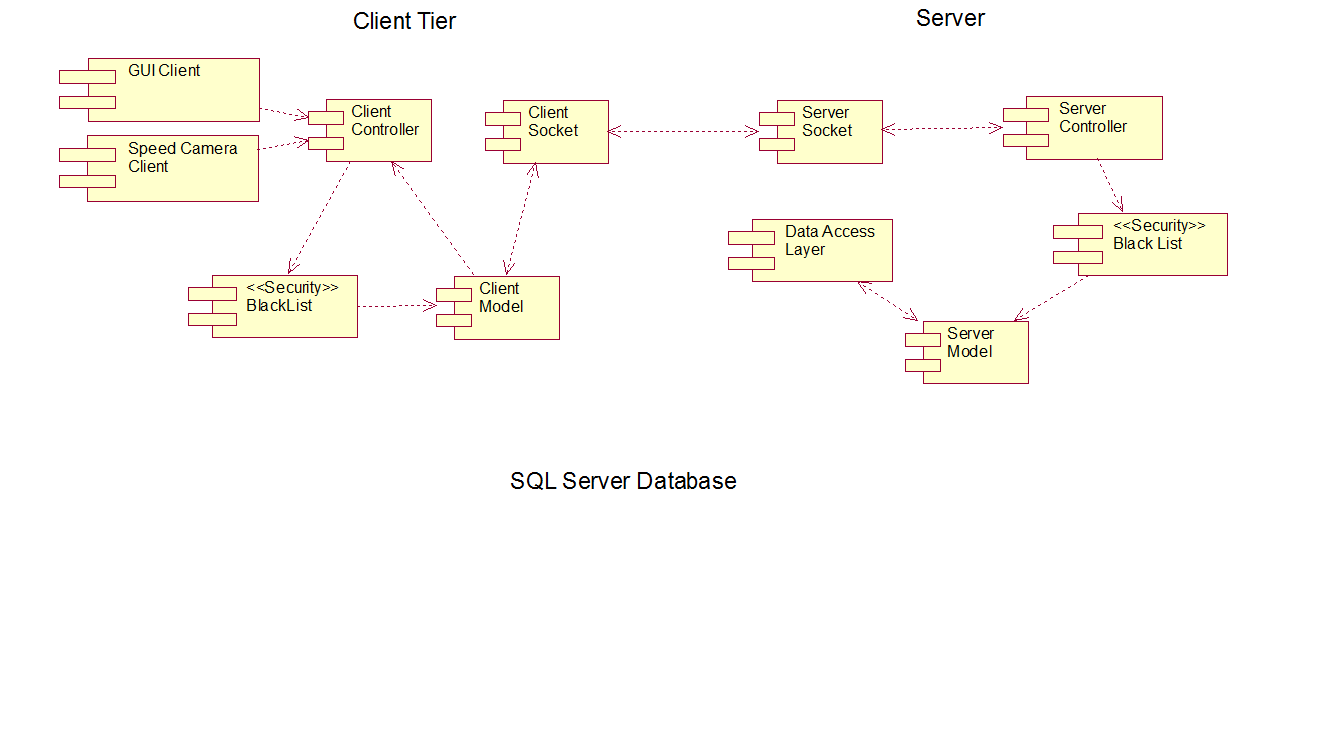 Client Tier
Server
GUI Client
Speed Camera
Client
Client
Controller
Client
Socket
Server
Socket
Server
Controller
<<Security>>
BlackList
Client
Model
Data Access
Layer
<<Security>>
Black List
Server
Model
SQL Server Database